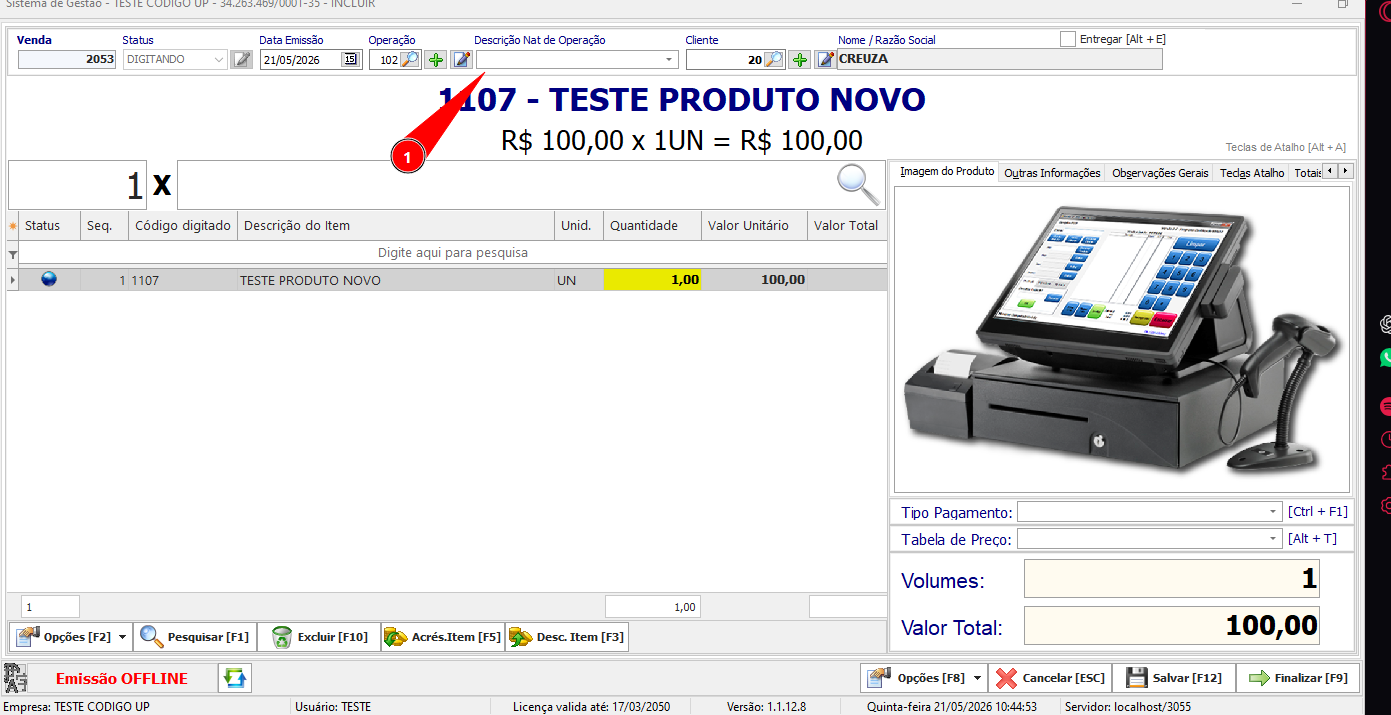 Sistema de Gestão - TESTE CODIGO UP - 34.263.469/0001-35 - INCLUIR
Venda Status Data Emissão Operação Descrição Nat de Operação Cliente Nome / Razão Social Entregar [Alt + E]
2053 DIGITANDO 21/05/2026 15 102 20 CREUZA
1107 - TESTE PRODUTO NOVO
R$ 100,00 x 1UN = R$ 100,00
1
Teclas de Atalho [Alt + A]
1 X
Imagem do Produto Outras Informações Observações Gerais Teclas Atalho Totais
Status Seq. Código digitado Descrição do Item Unid. Quantidade Valor Unitário Valor Total
Digite aqui para pesquisa
1 1107 TESTE PRODUTO NOVO UN 1,00 100,00
Limpar
Tipo Pagamento: [Ctrl + F1]
Tabela de Preço: [Alt + T]
Volumes: 1
Valor Total: 100,00
1 1,00
Opções [F2] Pesquisar [F1] Excluir [F10] Acrés.Item [F5] Desc. Item [F3]
Emissão OFFLINE Opções [F8] Cancelar [ESC] Salvar [F12] Finalizar [F9]
Empresa: TESTE CODIGO UP Usuário: TESTE Licença valida até: 17/03/2050 Versão: 1.1.12.8 Quinta-feira 21/05/2026 10:44:53 Servidor: localhost/3055